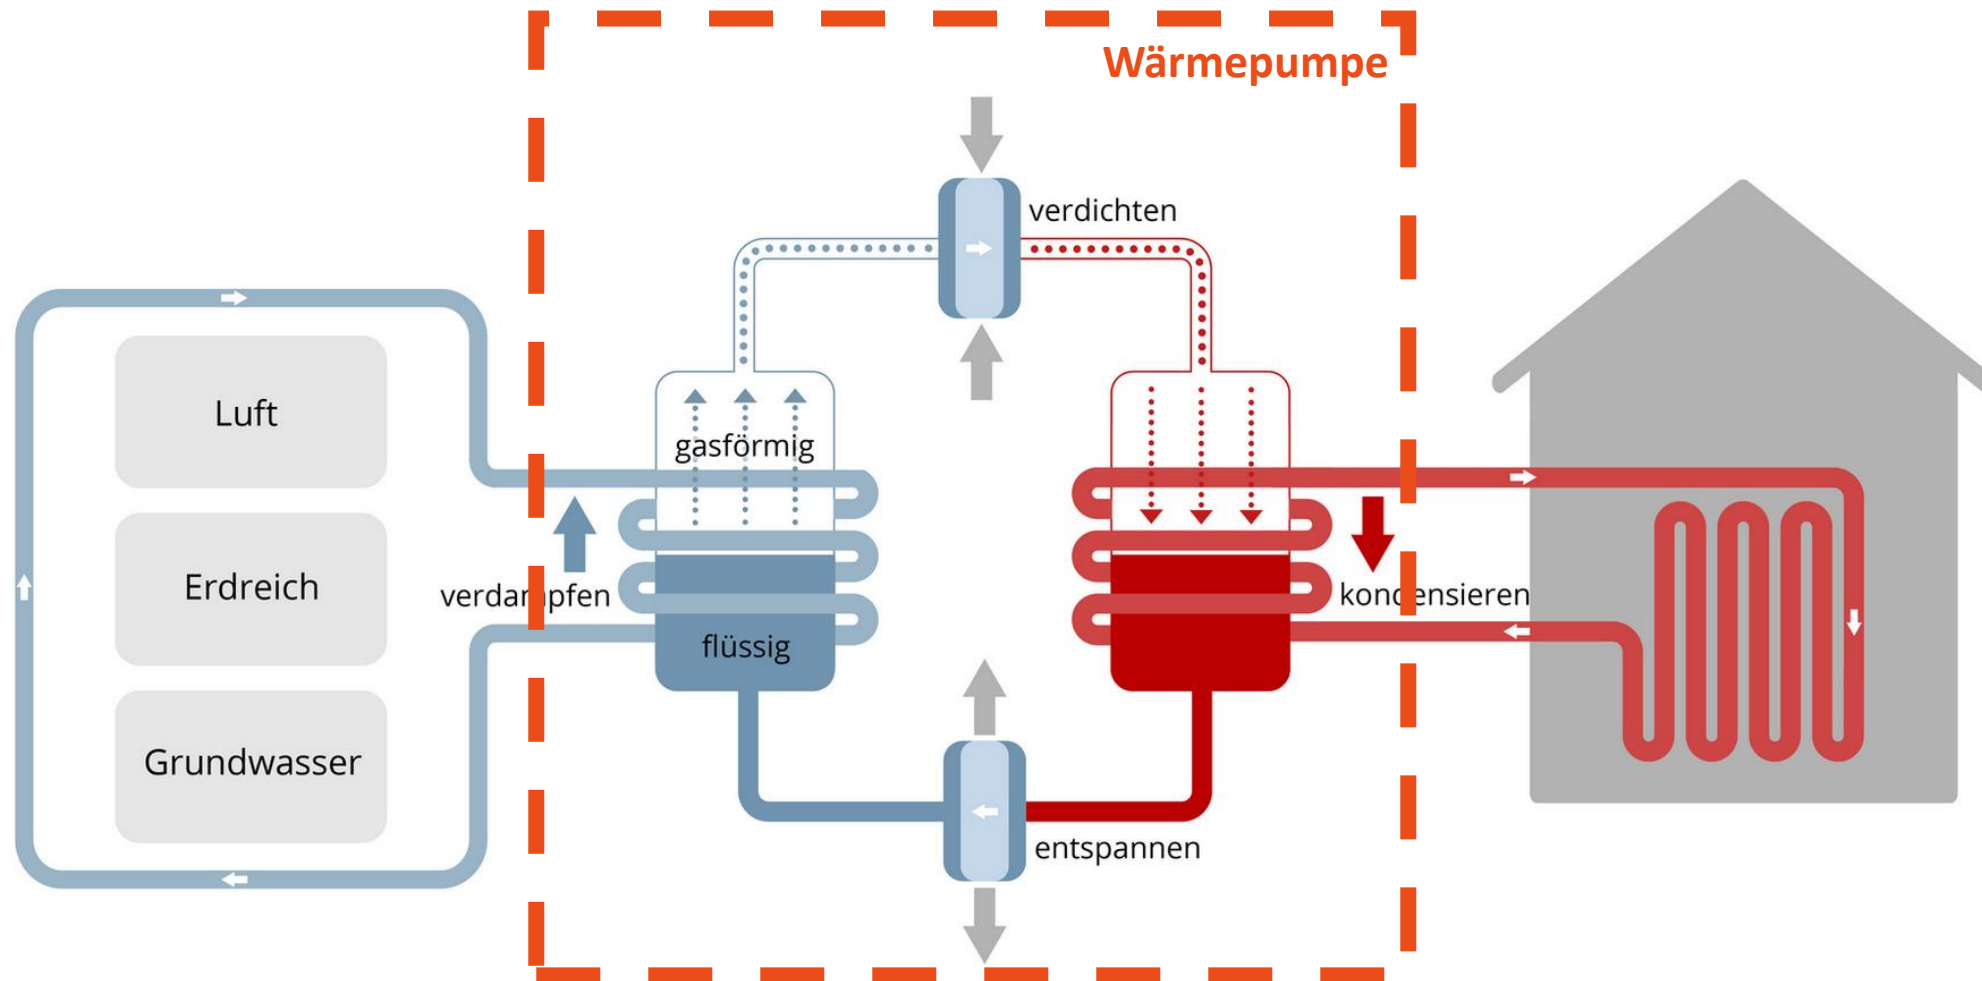 Wärmepumpe
verdichten
Luft
gasförmig
Erdreich
verdampfen
kondensieren
flüssig
Grundwasser
entspannen